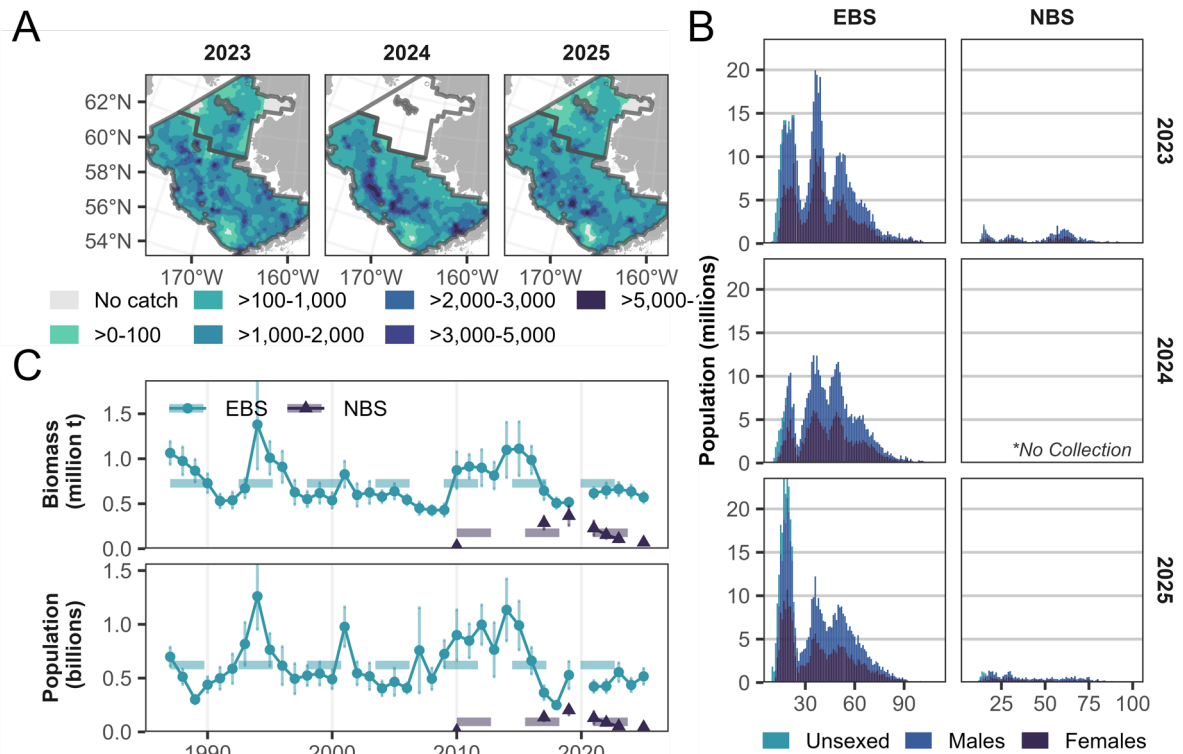 A
2023 2024 2025
62°N
60°N
58°N
56°N
54°N
170°W 160°W 170°W 160°W 170°W 160°W
No catch >100-1,000 >2,000-3,000 >5,000-
>0-100 >1,000-2,000 >3,000-5,000
B
EBS NBS
Population (millions)
20
15
10
5
0
2023
20
15
10
5
0
*No Collection
2024
20
15
10
5
0
2025
30 60 90 25 50 75 100
Unsexed Males Females
C
EBS NBS
Biomass
(million t)
1.5
1.0
0.5
0.0
Population
(billions)
1.5
1.0
0.5
0.0
1990 2000 2010 2020